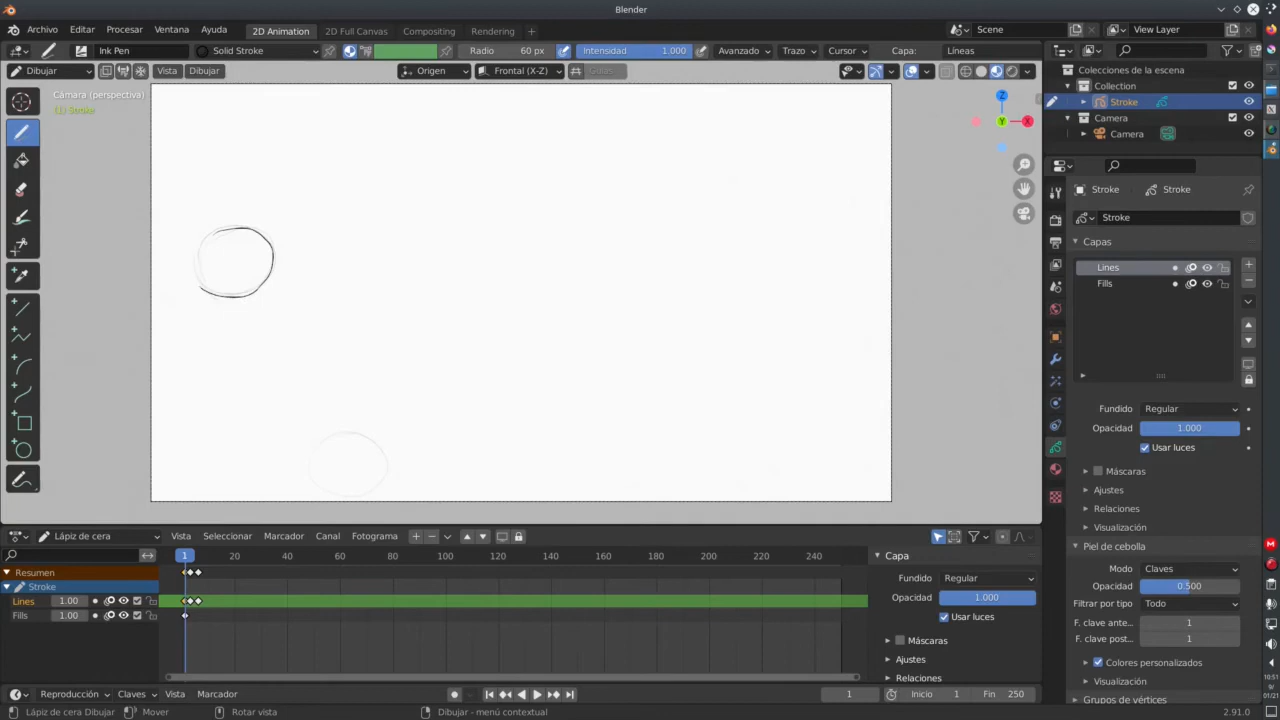 Blender
Archivo Editar Procesar Ventana Ayuda 2D Animation 2D Full Canvas Compositing Rendering + Scene View Layer
Ink Pen Solid Stroke Radio 60 px Intensidad 1.000 Avanzado Trazo Cursor Capa: Líneas
Dibujar Vista Dibujar Origen Frontal (X-Z) Guías
Cámara (perspectiva)
(1) Stroke
Z
Y
X
Colecciones de la escena
Collection
Stroke
Camera
Camera
Stroke Stroke
Stroke
Capas
Lines
Fills
Fundido Regular
Opacidad 1.000
Usar luces
Máscaras
Ajustes
Relaciones
Visualización
Piel de cebolla
Modo Claves
Opacidad 0.500
Filtrar por tipo Todo
F. clave ante... 1
F. clave post... 1
Colores personalizados
Visualización
Grupos de vértices
Lápiz de cera Vista Seleccionar Marcador Canal Fotograma
1 20 40 60 80 100 120 140 160 180 200 220 240
Resumen
Stroke
Lines 1.00
Fills 1.00
Capa
Fundido Regular
Opacidad 1.000
Usar luces
Máscaras
Ajustes
Relaciones
Reproducción Claves Vista Marcador 1 Inicio 1 Fin 250
Lápiz de cera Dibujar Mover Rotar vista Dibujar - menú contextual 2.91.0
10:51
9/
01/21